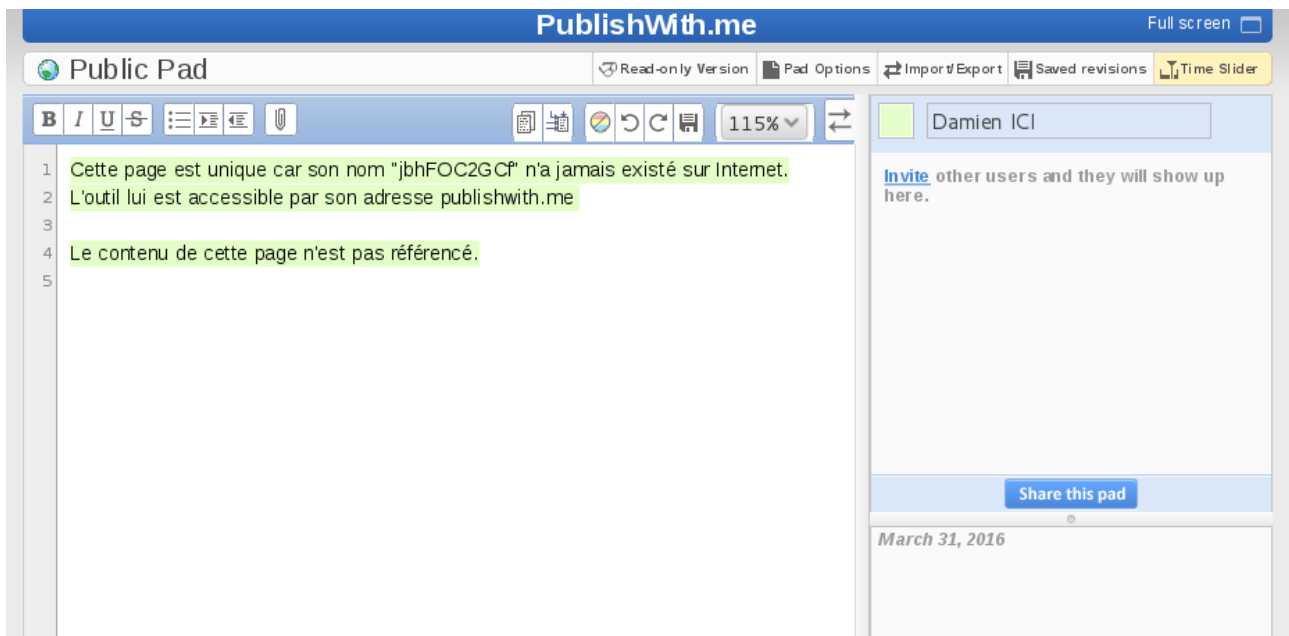 PublishWith.me
Full screen
Public Pad
Read-only Version
Pad Options
Import/Export
Saved revisions
Time Slider
B I U S
115%
Damien ICI
1 Cette page est unique car son nom "jbhFOC2GCf" n'a jamais existé sur Internet.
2 L'outil lui est accessible par son adresse publishwith.me
3
4 Le contenu de cette page n'est pas référencé.
5
Invite other users and they will show up
here.
Share this pad
March 31, 2016